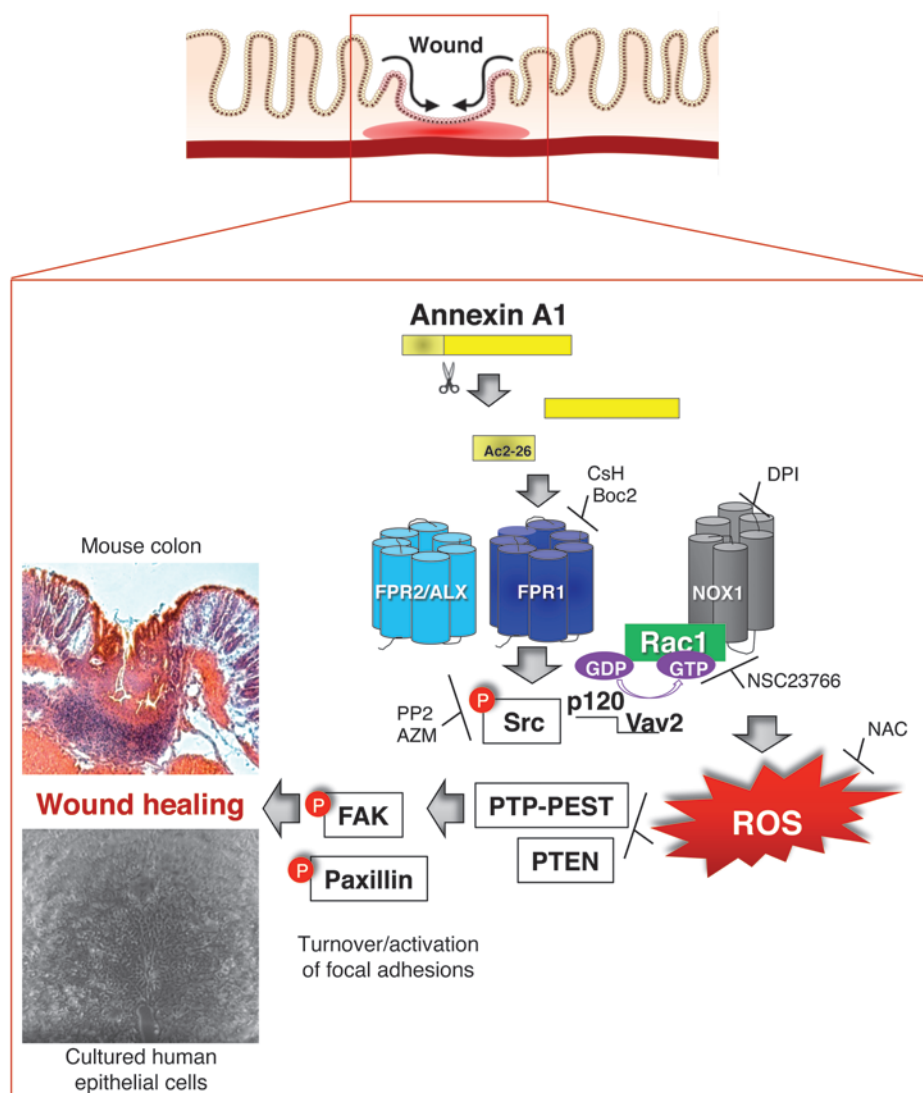 Wound
Annexin A1
Ac2-26
CsH
Boc2
DPI
Mouse colon
FPR2/ALX
FPR1
NOX1
Rac1
GDP
GTP
NSC23766
P
Src
p120
Vav2
PP2
AZM
NAC
Wound healing
P
FAK
PTP-PEST
ROS
PTEN
P
Paxillin
Turnover/activation
of focal adhesions
Cultured human
epithelial cells